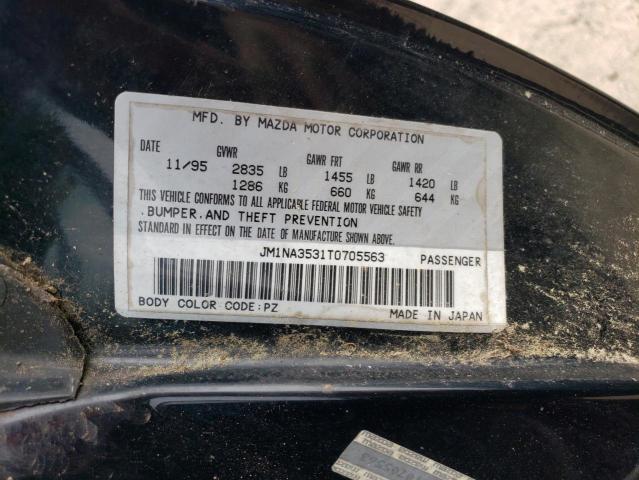 MFD. BY MAZDA MOTOR CORPORATION
DATE GVWR GAWR FRT GAWR RR
11/95 2835 LB 1455 LB 1420 LB
1286 KG 660 KG 644 KG
THIS VEHICLE CONFORMS TO ALL APPLICABLE FEDERAL MOTOR VEHICLE SAFETY
.BUMPER.AND THEFT PREVENTION
STANDARD IN EFFECT ON THE DATE OF MANUFACTURE SHOWN ABOVE.
JM1NA3531T0705563 PASSENGER
BODY COLOR CODE:PZ MADE IN JAPAN